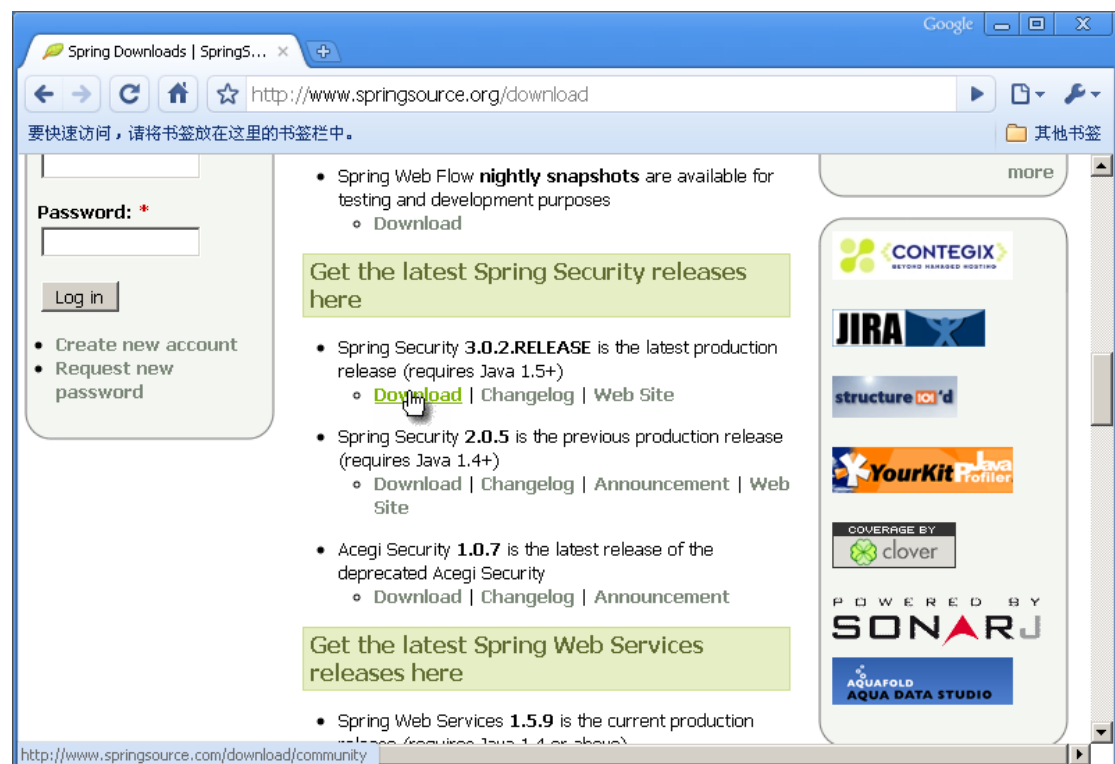 Google
Spring Downloads | SpringS...
http://www.springsource.org/download
要快速访问，请将书签放在这里的书签栏中。
其他书签
Password: *
Log in
Create new account
Request new
password
Spring Web Flow nightly snapshots are available for
testing and development purposes
Download
Get the latest Spring Security releases
here
Spring Security 3.0.2.RELEASE is the latest production
release (requires Java 1.5+)
Download | Changelog | Web Site
Spring Security 2.0.5 is the previous production release
(requires Java 1.4+)
Download | Changelog | Announcement | Web
Site
Acegi Security 1.0.7 is the latest release of the
deprecated Acegi Security
Download | Changelog | Announcement
Get the latest Spring Web Services
releases here
Spring Web Services 1.5.9 is the current production
release (requires Java 1.4 or above)
more
CONTEGIX
BEYOND MANAGED HOSTING
JIRA
structure 101 'd
YourKit Java
Profiler
COVERAGE BY
clover
POWERED BY
SONARJ
AQUAFOLD
AQUA DATA STUDIO
http://www.springsource.com/download/community